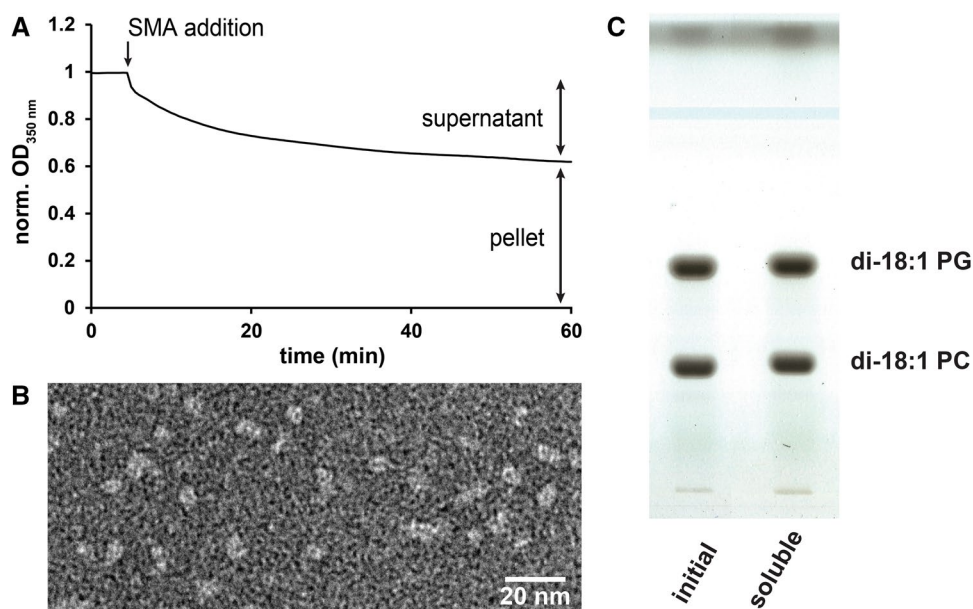 A
SMA addition
norm. OD350 nm
1.2
1
0.8
0.6
0.4
0.2
0
supernatant
pellet
0
20
40
60
time (min)
B
20 nm
C
di-18:1 PG
di-18:1 PC
initial
soluble